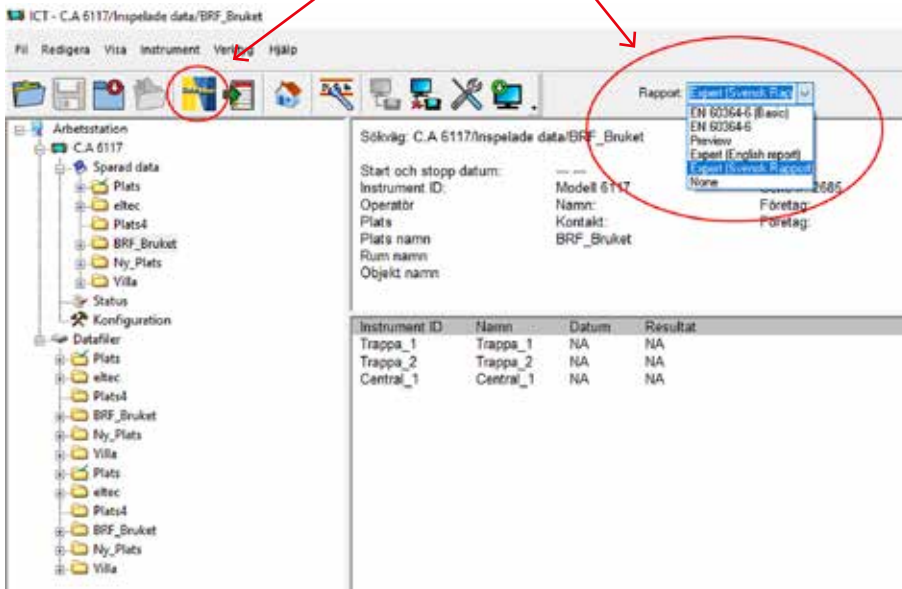 ICT - C.A 6117/Inspelade data/BRF_Bruket
Fil Redigera Visa Instrument Verktyg Hjälp
Rapport: Expert (Svensk Rap
EN 60364-6 (Basic)
EN 60364-6
Preview
Expert (English report)
Expert (Svensk Rapport
None
Arbetsstation
C.A 6117
Sparad data
Plats
eltec
Plats4
BRF_Bruket
Ny_Plats
Villa
Status
Konfiguration
Datafiler
Plats
eltec
Plats4
BRF_Bruket
Ny_Plats
Villa
Plats
eltec
Plats4
BRF_Bruket
Ny_Plats
Villa
Sökväg: C.A 6117/Inspelade data/BRF_Bruket
Start och stopp datum: --- ---
Instrument ID: Modell 6117 2685
Operatör Namn: Företag:
Plats Kontakt: Företag:
Plats namn BRF_Bruket
Rum namn
Objekt namn
Instrument ID Namn Datum Resultat
Trappa_1 Trappa_1 NA NA
Trappa_2 Trappa_2 NA NA
Central_1 Central_1 NA NA